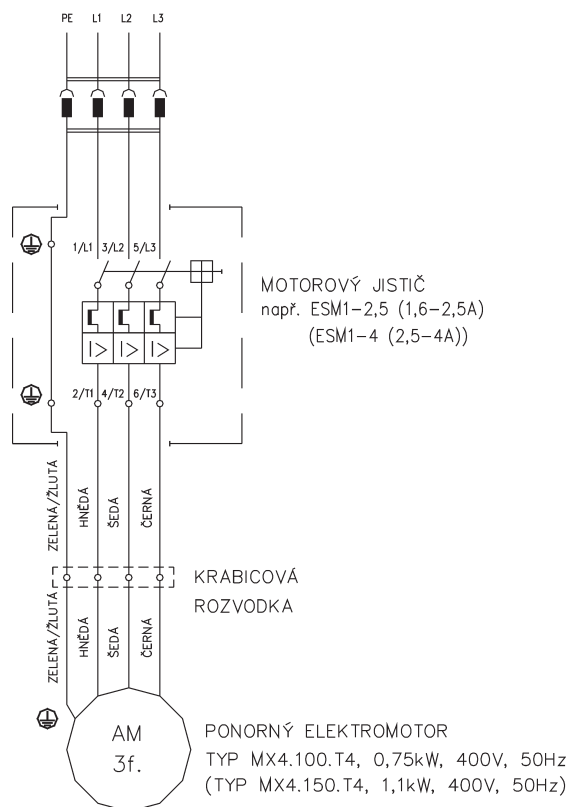 PE L1 L2 L3
1/L1 3/L2 5/L3
MOTOROVÝ JISTIČ
např. ESM1-2,5 (1,6-2,5A)
(ESM1-4 (2,5-4A))
I> I> I>
2/T1 4/T2 6/T3
ZELENÁ/ŽLUTÁ
HNĚDÁ
ŠEDÁ
ČERNÁ
KRABICOVÁ
ROZVODKA
ZELENÁ/ŽLUTÁ
HNĚDÁ
ŠEDÁ
ČERNÁ
AM
3f.
PONORNÝ ELEKTROMOTOR
TYP MX4.100.T4, 0,75kW, 400V, 50Hz
(TYP MX4.150.T4, 1,1kW, 400V, 50Hz)